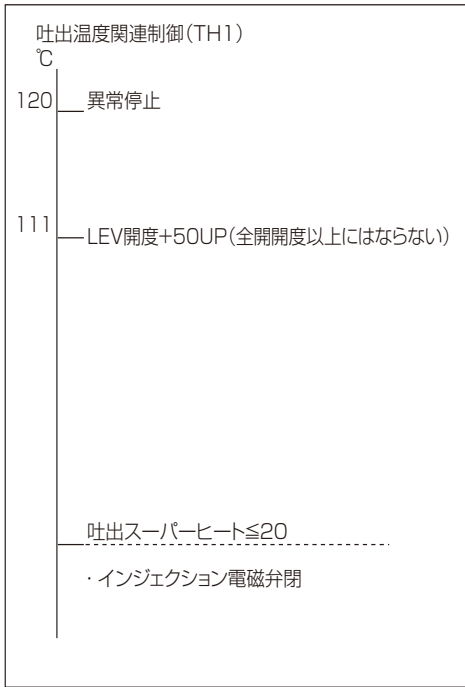 吐出温度関連制御(TH1)
℃
120 異常停止
111 LEV開度+50UP(全開開度以上にはならない)
吐出スーパーヒート≦20
・インジェクション電磁弁閉